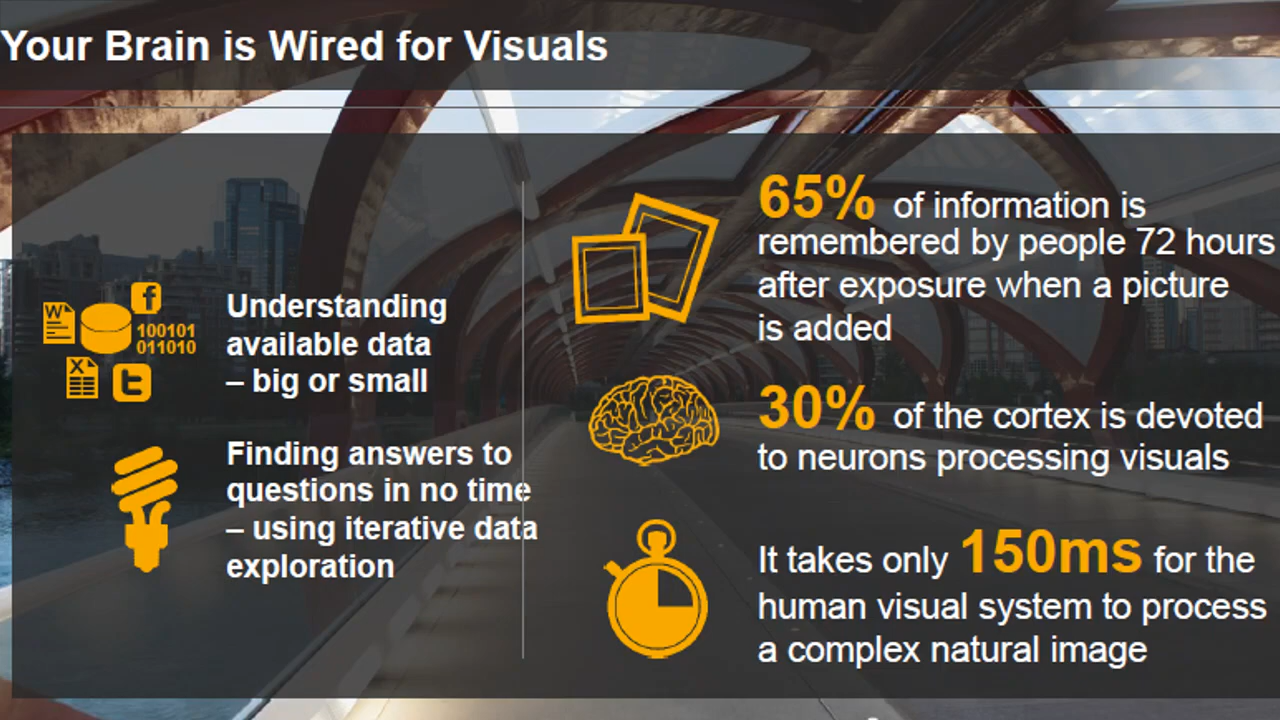 Your Brain is Wired for Visuals
W
f
100101
011010
X
t
Understanding
available data
– big or small
Finding answers to
questions in no time
– using iterative data
exploration
65% of information is
remembered by people 72 hours
after exposure when a picture
is added
30% of the cortex is devoted
to neurons processing visuals
It takes only 150ms for the
human visual system to process
a complex natural image